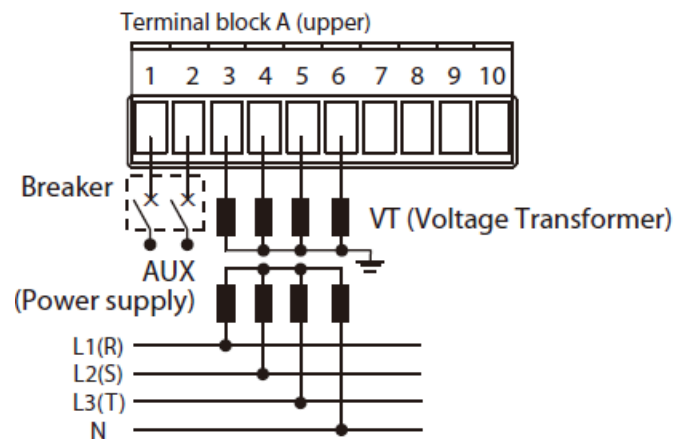 Terminal block A (upper)
1 2 3 4 5 6 7 8 9 10
Breaker
VT (Voltage Transformer)
AUX
(Power supply)
L1(R)
L2(S)
L3(T)
N